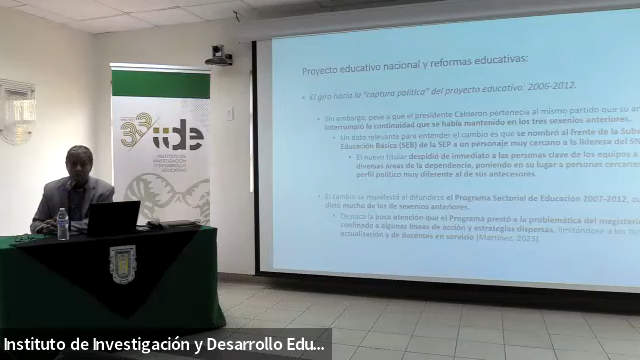 Proyecto educativo nacional y reformas educativas:
• El giro hacia la "captura política" del proyecto educativo: 2006-2012.
• Sin embargo, pese a que el presidente Calderón pertenecía al mismo partido que su an
interrumpió la continuidad que se había mantenido en los tres sexenios anteriores.
• Un dato relevante para entender el cambio es que se nombró al frente de la Sub
Educación Básica (SEB) de la SEP a un personaje muy cercano a la lideresa del SN
• El nuevo titular despidió de inmediato a las personas clave de los equipos a
diversas áreas de la dependencia, poniendo en su lugar a personas cercanas
perfil político muy diferente al de sus antecesores.
cambio se manifestó al difundirse el Programa Sectorial de Educación 2007-2012, cu
distó mucho de los de sexenios anteriores.
• Destaca la poca atención que el Programa prestó a la problemática del magister
confinado a algunas líneas de acción y estrategias dispersas, limitándose a los
actualización y de docentes en servicio (Martínez, 2023).
33 iide
INSTITUTO DE
INVESTIGACIÓN
Y DESARROLLO
EDUCATIVO
Instituto de Investigación y Desarrollo Edu...